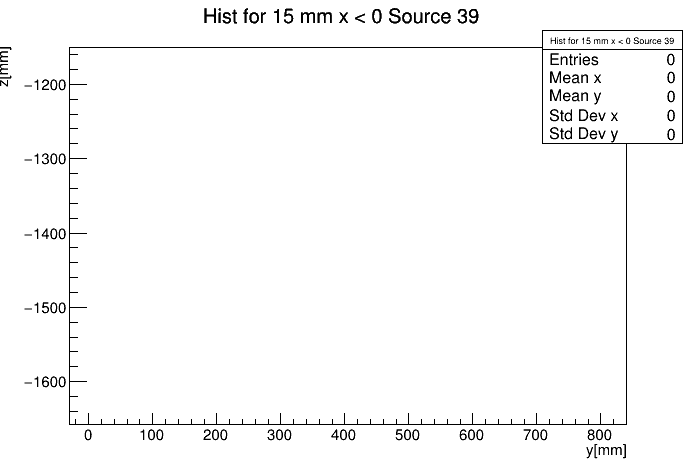 Hist for 15 mm x < 0 Source 39
Hist for 15 mm x < 0 Source 39
Entries 0
Mean x 0
Mean y 0
Std Dev x 0
Std Dev y 0
z[mm]
−1200
−1300
−1400
−1500
−1600
0 100 200 300 400 500 600 700 800
y[mm]